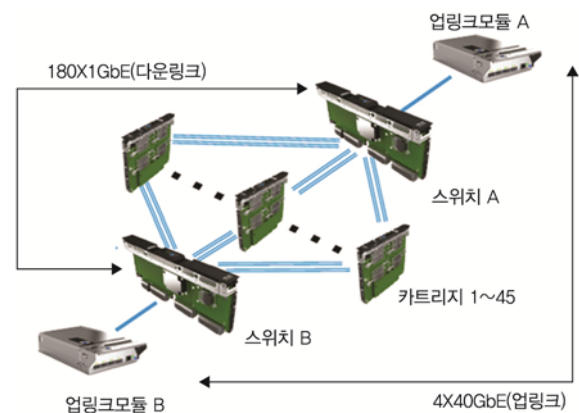 업링크모듈 A
180X1GbE(다운링크)
스위치 A
카트리지 1~45
스위치 B
업링크모듈 B
4X40GbE(업링크)